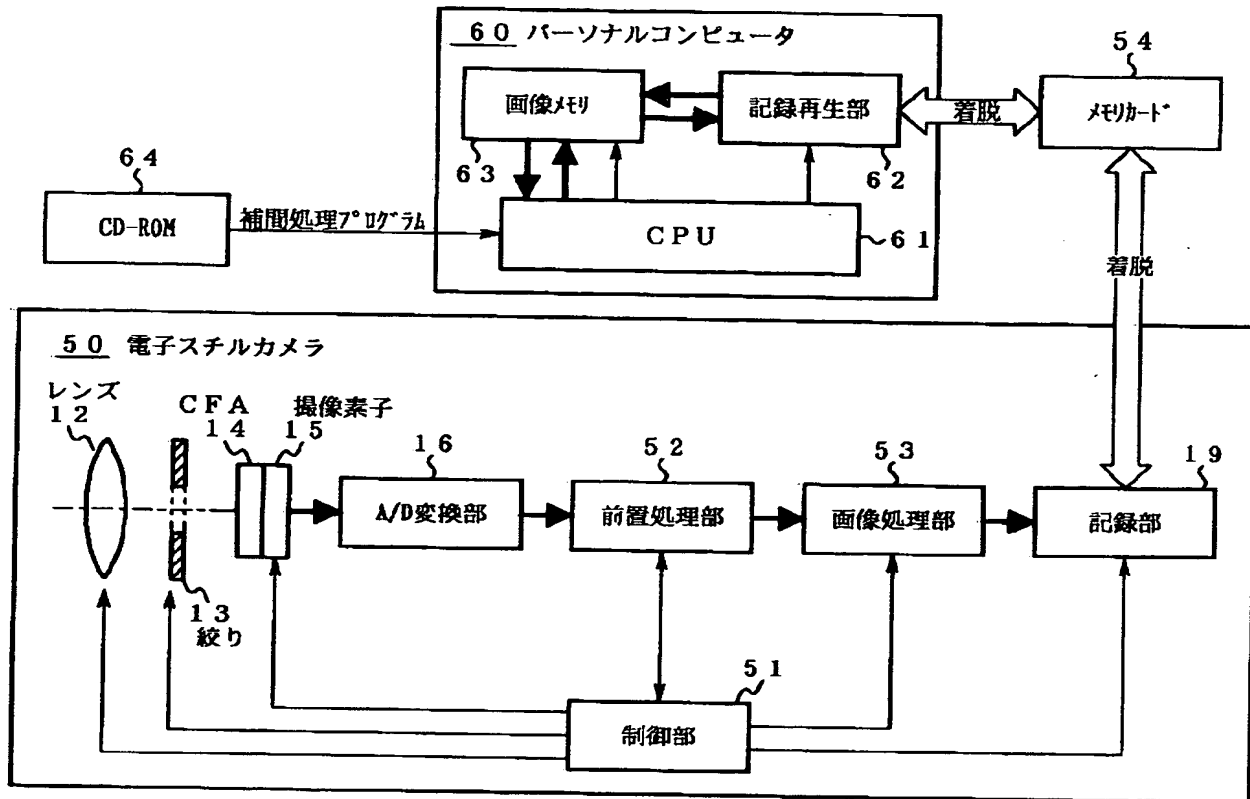 ６０ パーソナルコンピュータ
５４
画像メモリ
記録再生部
着脱
メモリカード
６３
６２
６４
CD-ROM
補間処理プログラム
ＣＰＵ
６１
着脱
５０ 電子スチルカメラ
レンズ
１２
ＣＦＡ
１４
撮像素子
１５
１６
５２
５３
１９
A/D変換部
前置処理部
画像処理部
記録部
１３
絞り
５１
制御部